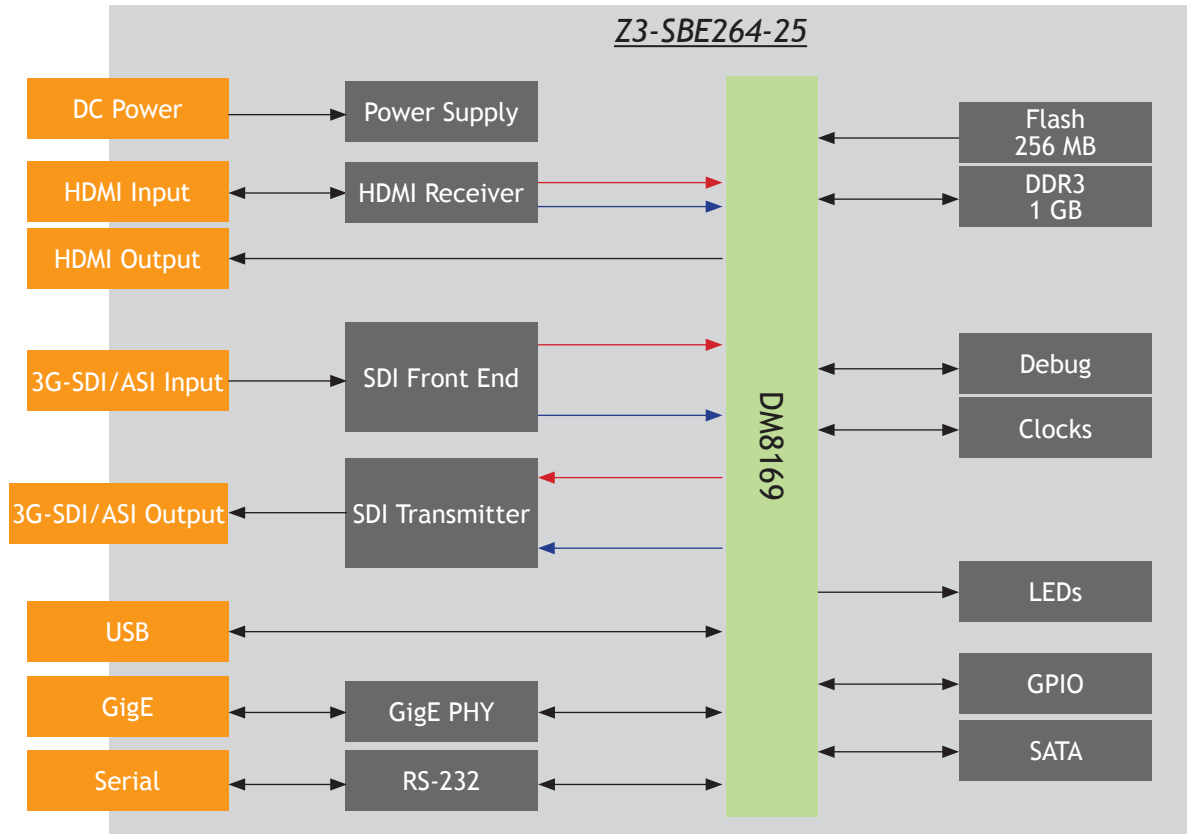 Z3-SBE264-25
DC Power
Power Supply
HDMI Input
HDMI Receiver
HDMI Output
3G-SDI/ASI Input
SDI Front End
3G-SDI/ASI Output
SDI Transmitter
USB
GigE
GigE PHY
Serial
RS-232
DM8169
Flash
256 MB
DDR3
1 GB
Debug
Clocks
LEDs
GPIO
SATA